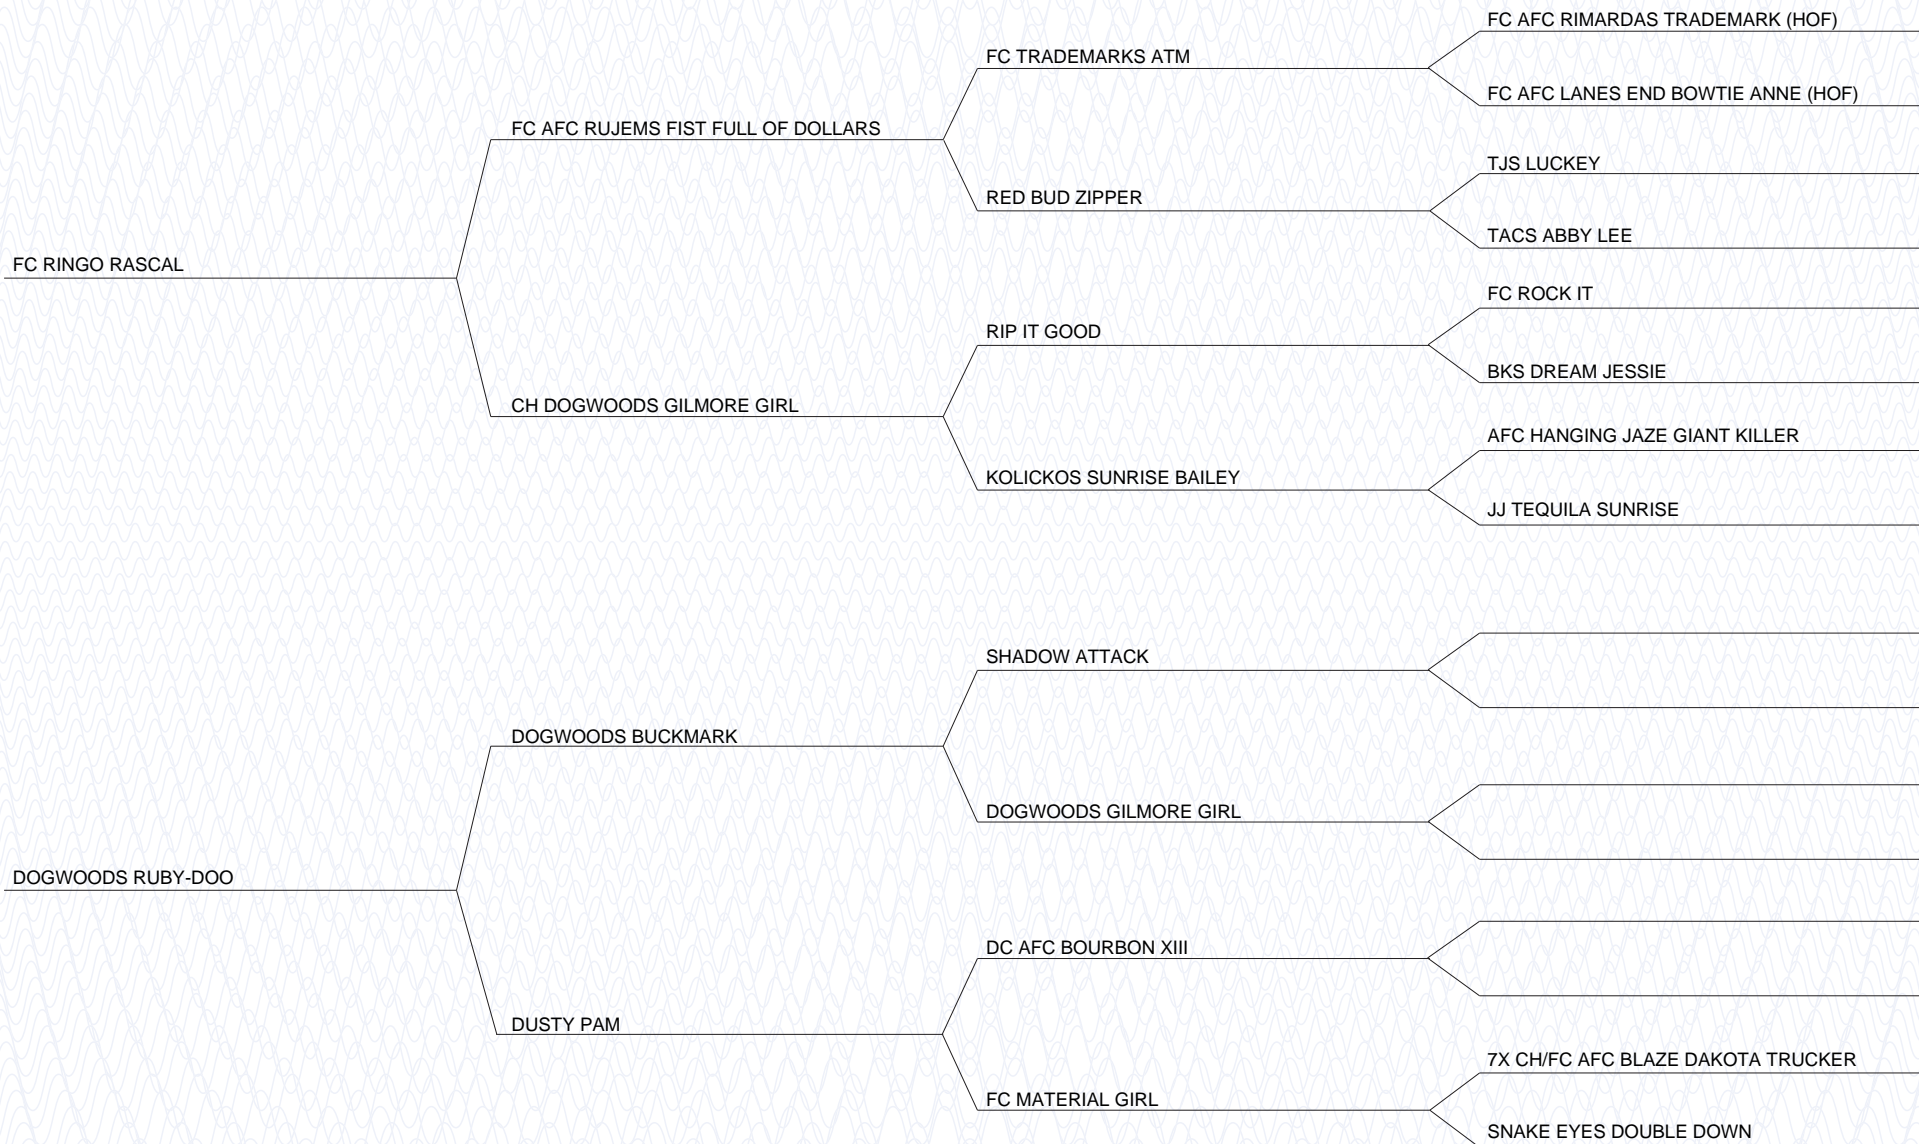 FC AFC RIMARDAS TRADEMARK (HOF)
FC TRADEMARKS ATM
FC AFC LANES END BOWTIE ANNE (HOF)
FC AFC RUJEMS FIST FULL OF DOLLARS
TJS LUCKEY
RED BUD ZIPPER
TACS ABBY LEE
FC RINGO RASCAL
FC ROCK IT
RIP IT GOOD
BKS DREAM JESSIE
CH DOGWOODS GILMORE GIRL
AFC HANGING JAZE GIANT KILLER
KOLICKOS SUNRISE BAILEY
JJ TEQUILA SUNRISE
SHADOW ATTACK
DOGWOODS BUCKMARK
DOGWOODS GILMORE GIRL
DOGWOODS RUBY-DOO
DC AFC BOURBON XIII
DUSTY PAM
7X CH/FC AFC BLAZE DAKOTA TRUCKER
FC MATERIAL GIRL
SNAKE EYES DOUBLE DOWN